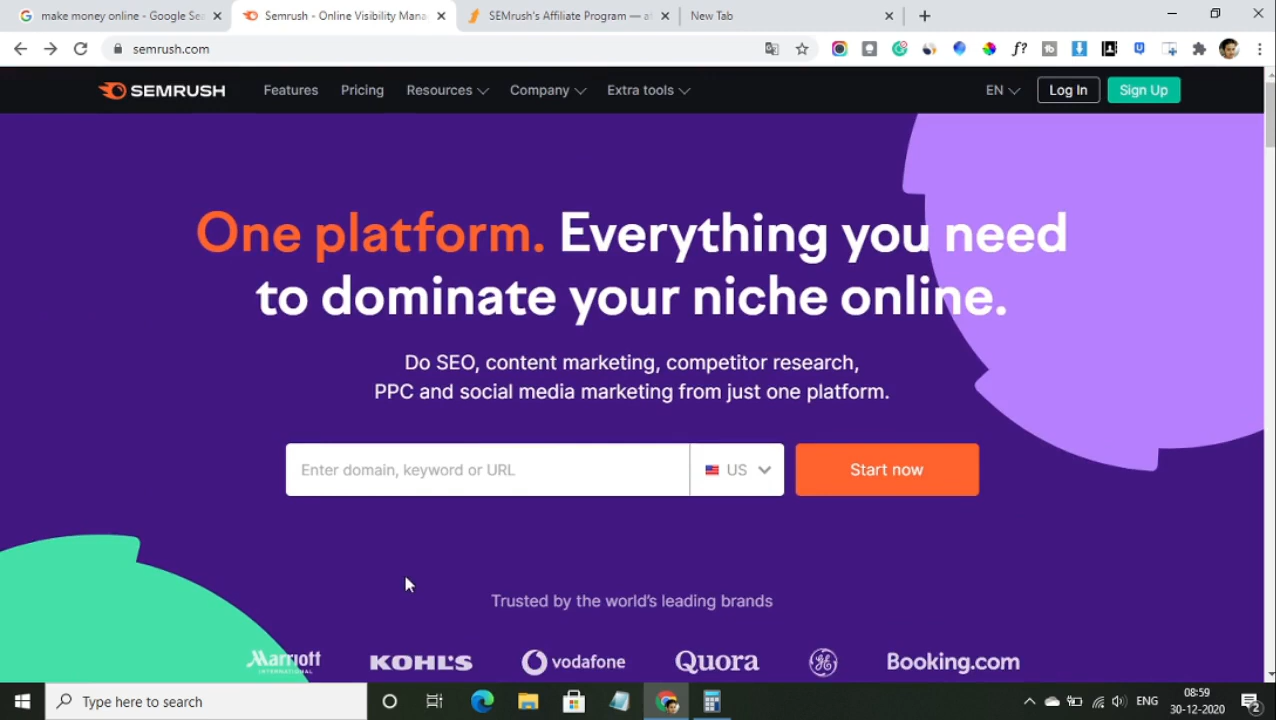 make money online - Google Sea
Semrush - Online Visibility Mana
SEMrush's Affiliate Program — a
New Tab
semrush.com
SEMRUSH
Features
Pricing
Resources
Company
Extra tools
EN
Log In
Sign Up
One platform. Everything you need
to dominate your niche online.
Do SEO, content marketing, competitor research,
PPC and social media marketing from just one platform.
Enter domain, keyword or URL
US
Start now
Trusted by the world's leading brands
Marriott
INTERNATIONAL
KOHL'S
vodafone
Quora
GE
Booking.com
Type here to search
ENG
08:59
30-12-2020
2